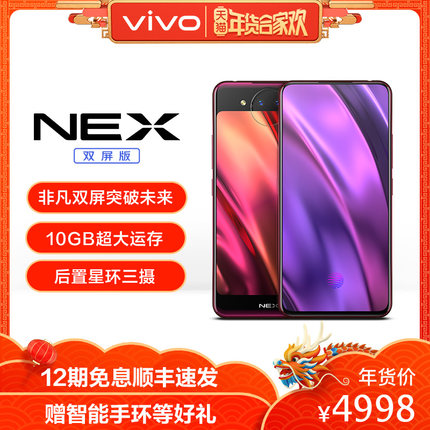 vivo 天猫 年货合家欢
NEX
双屏版
非凡双屏突破未来
10GB超大运存
后置星环三摄
NEX
12期免息顺丰速发
赠智能手环等好礼
年货价
¥4998